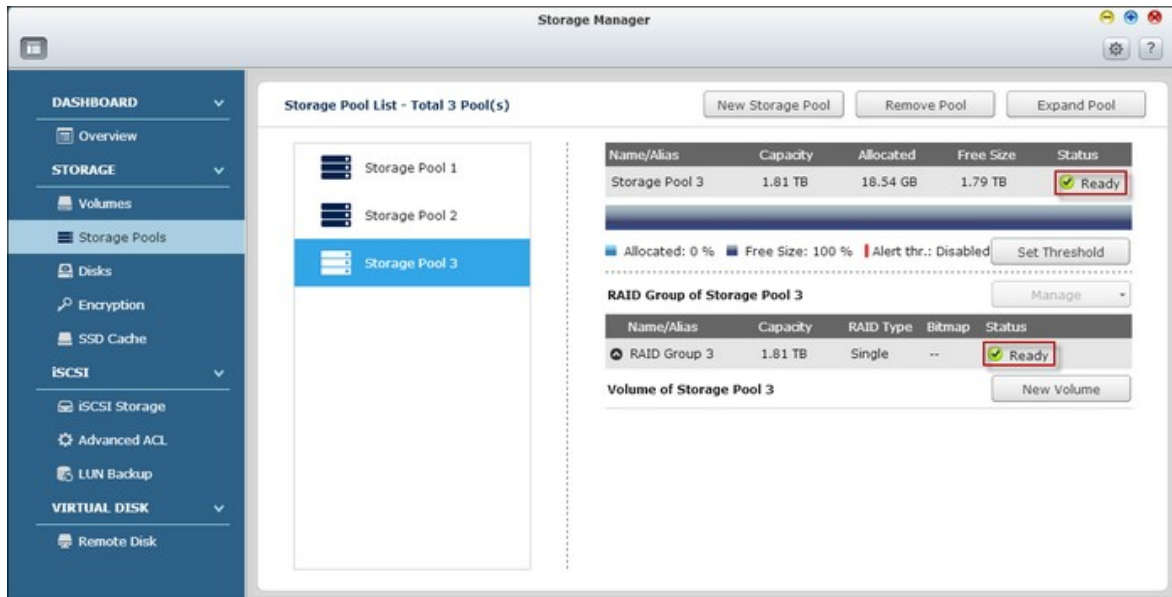 Storage Manager
?
DASHBOARD
Overview
STORAGE
Volumes
Storage Pools
Disks
Encryption
SSD Cache
iSCSI
iSCSI Storage
Advanced ACL
LUN Backup
VIRTUAL DISK
Remote Disk
Storage Pool List - Total 3 Pool(s)
New Storage Pool Remove Pool Expand Pool
Storage Pool 1
Storage Pool 2
Storage Pool 3
Name/Alias Capacity Allocated Free Size Status
Storage Pool 3 1.81 TB 18.54 GB 1.79 TB Ready
Allocated: 0 % Free Size: 100 % Alert thr.: Disabled Set Threshold
RAID Group of Storage Pool 3 Manage
Name/Alias Capacity RAID Type Bitmap Status
RAID Group 3 1.81 TB Single -- Ready
Volume of Storage Pool 3 New Volume